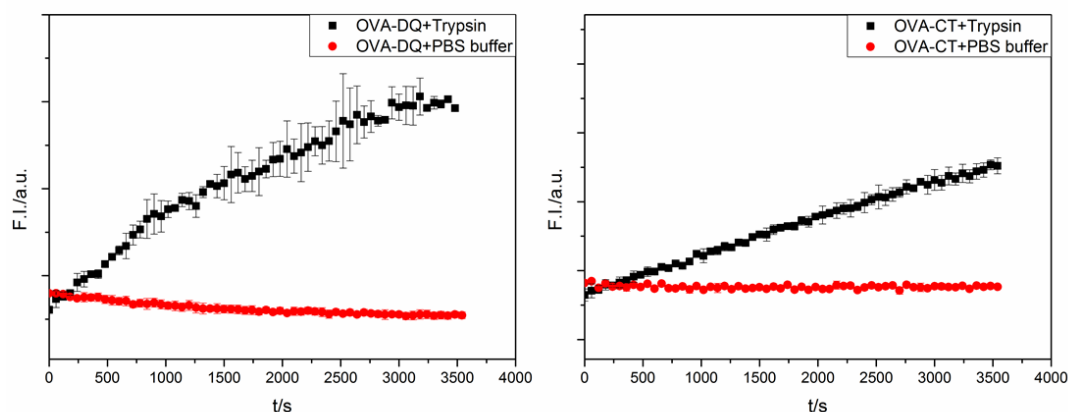 OVA-DQ+Trypsin
OVA-DQ+PBS buffer
F.I./a.u.
0 500 1000 1500 2000 2500 3000 3500 4000
t/s
OVA-CT+Trypsin
OVA-CT+PBS buffer
F.I./a.u.
0 500 1000 1500 2000 2500 3000 3500 4000
t/s